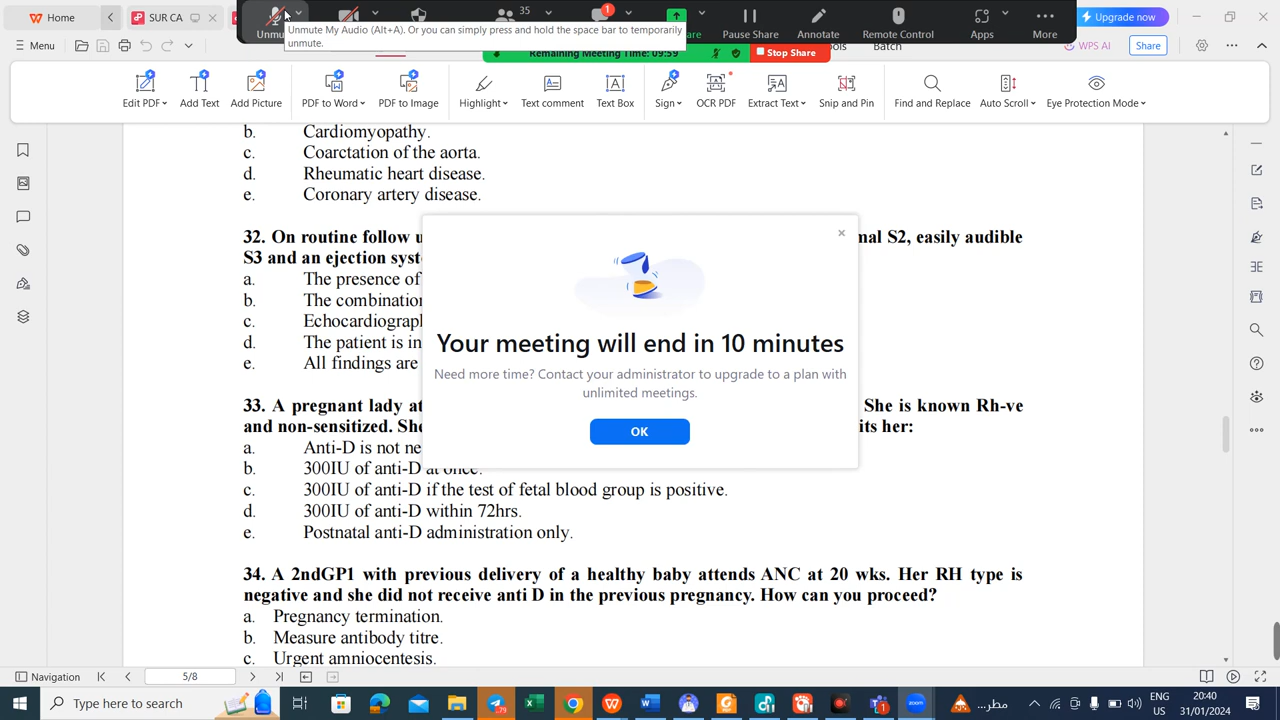 Home
SUR CA
35
1
Upgrade now
Unmu
Unmute My Audio (Alt+A). Or you can simply press and hold the space bar to temporarily
unmute.
are
Pause Share
Annotate
Remote Control
Apps
More
Menu
Remaining Meeting Time: 09:59
Stop Share
ools
Batch
WPS AI
Share
Edit PDF
Add Text
Add Picture
PDF to Word
PDF to Image
Highlight
Text comment
Text Box
Sign
OCR PDF
Extract Text
Snip and Pin
Find and Replace
Auto Scroll
Eye Protection Mode
b. Cardiomyopathy.
c. Coarctation of the aorta.
d. Rheumatic heart disease.
e. Coronary artery disease.
32. On routine follow u
mal S2, easily audible
S3 and an ejection syst
a. The presence of
b. The combination
c. Echocardiograph
d. The patient is in
e. All findings are
Your meeting will end in 10 minutes
Need more time? Contact your administrator to upgrade to a plan with
unlimited meetings.
OK
33. A pregnant lady at
She is known Rh-ve
and non-sensitized. She
its her:
a. Anti-D is not ne
b. 300IU of anti-D at once.
c. 300IU of anti-D if the test of fetal blood group is positive.
d. 300IU of anti-D within 72hrs.
e. Postnatal anti-D administration only.
34. A 2ndGP1 with previous delivery of a healthy baby attends ANC at 20 wks. Her RH type is
negative and she did not receive anti D in the previous pregnancy. How can you proceed?
a. Pregnancy termination.
b. Measure antibody titre.
c. Urgent amniocentesis.
Navigation
5/8
Type here to search
مطر...
ENG
US
20:40
31/01/2024